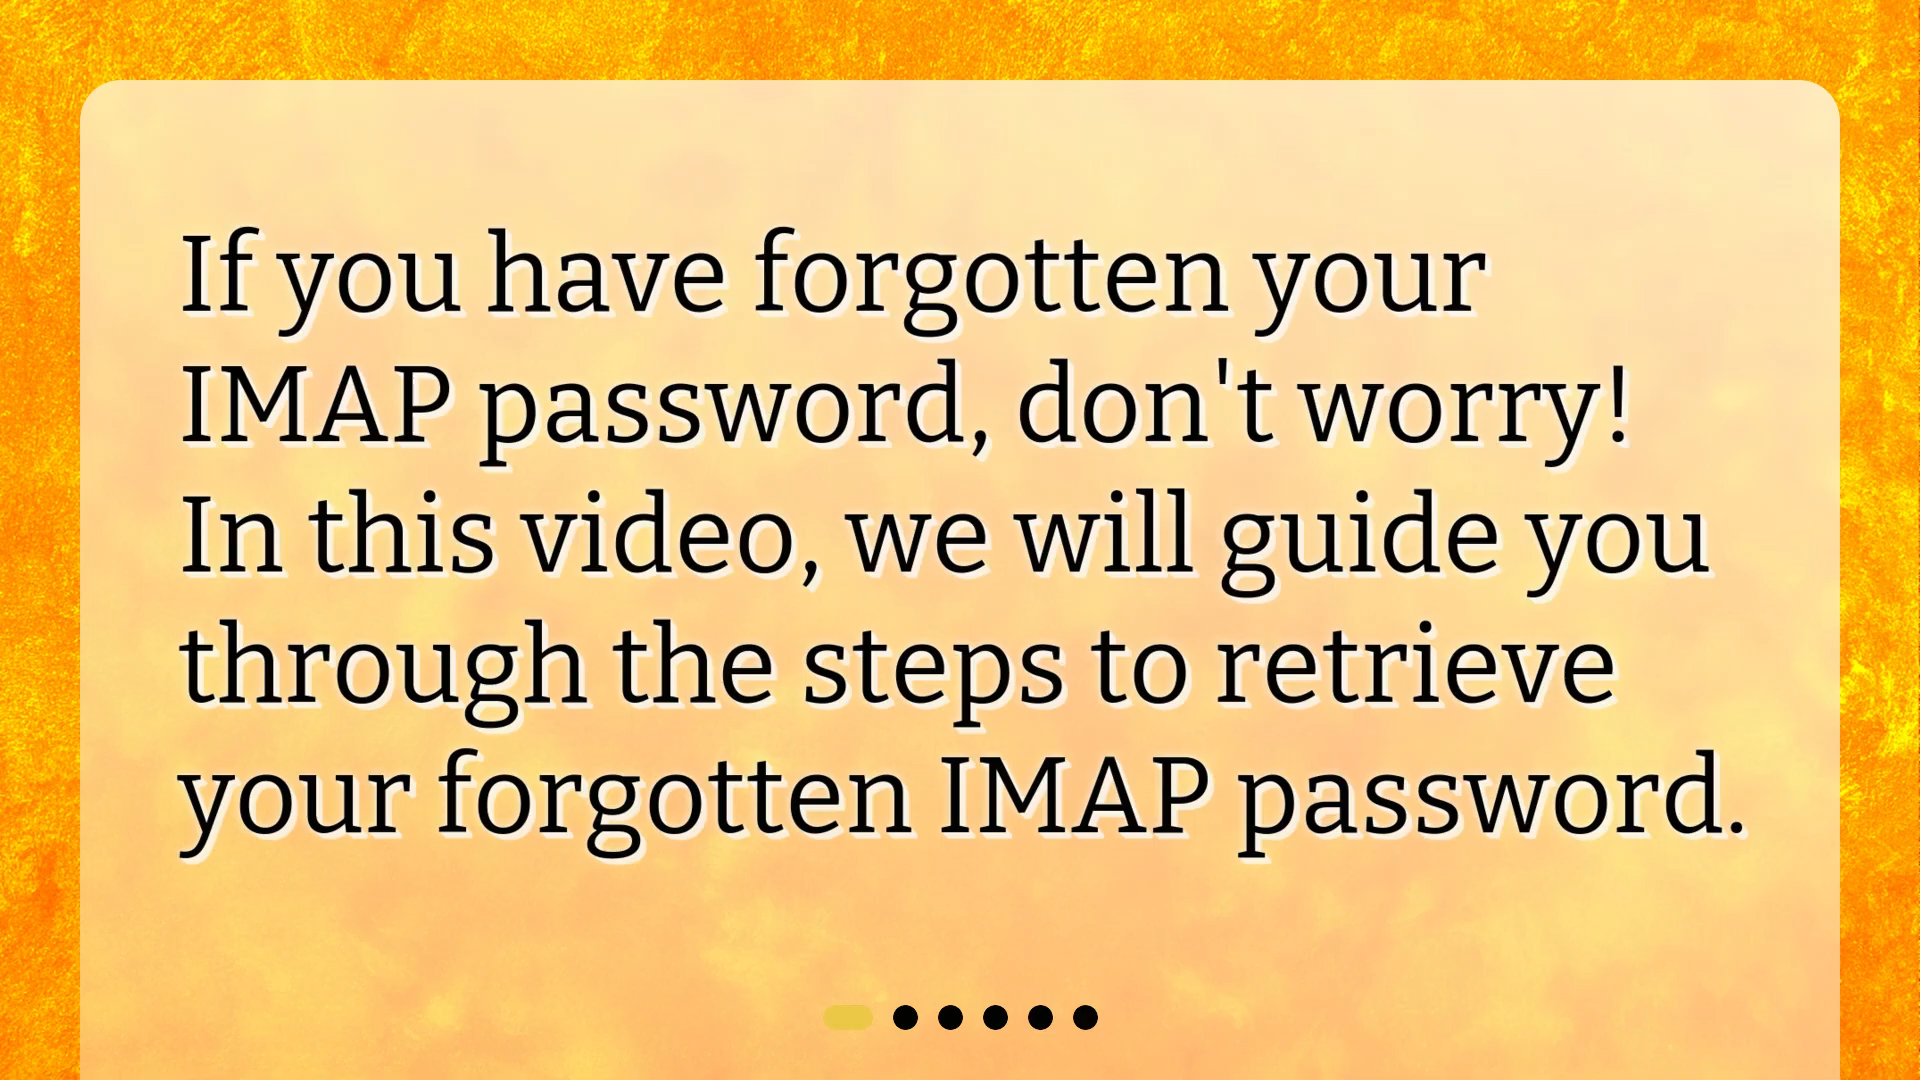 If you have forgotten your
IMAP password, don't worry!
In this video, we will guide you
through the steps to retrieve
your forgotten IMAP password.